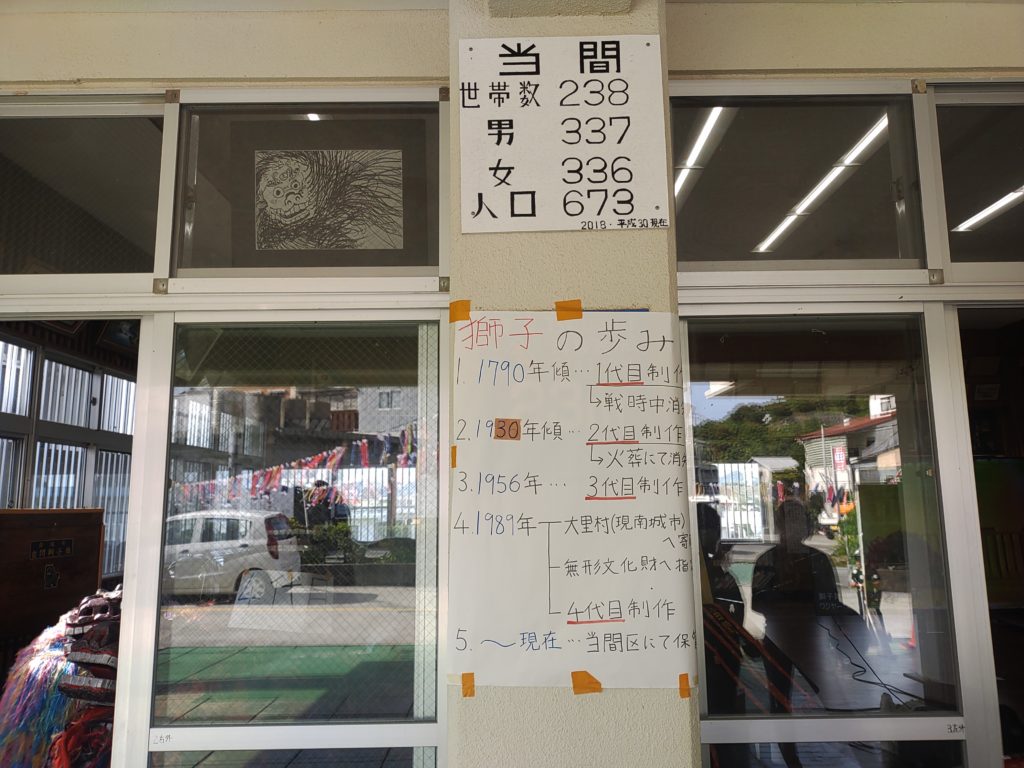 当間
世帯数 238
男 337
女 336
人口 673
2018・平成30現在
獅子の歩み
1. 1790年傾…1代目制作
↳戦時中消
2. 1930年傾…2代目制作
↳火葬にて消
3. 1956年… 3代目制作
4. 1989年 大里村(現南城市)
へ寄
無形文化財へ指
4代目制作
5. 〜現在…当間区にて保